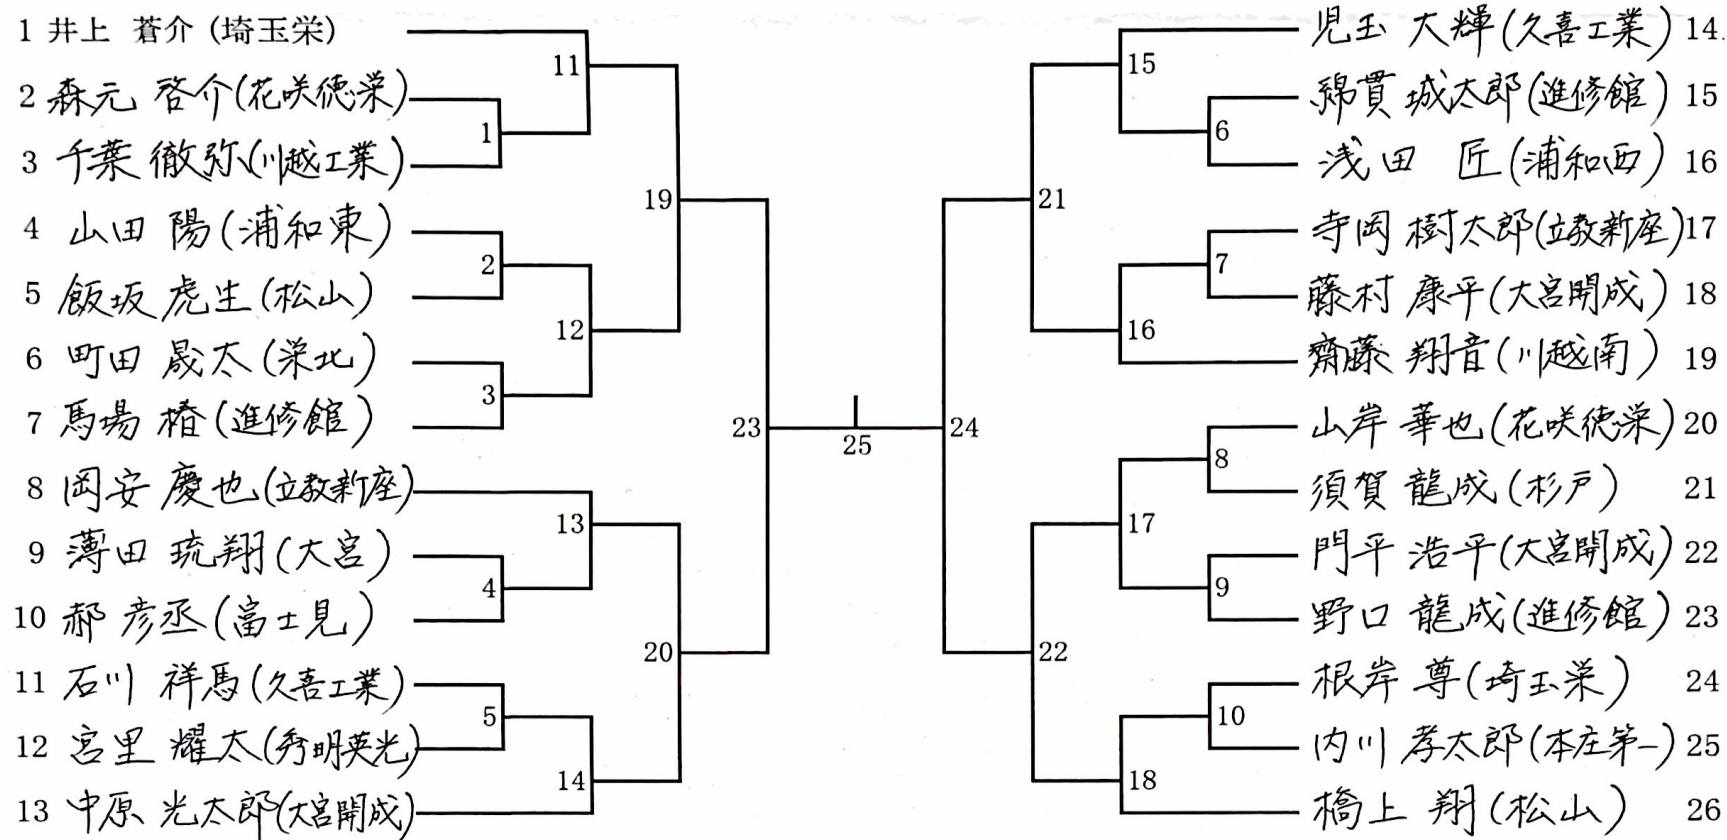 1 井上 蒼介 (埼玉栄)
2 森元 啓介(花咲徳栄)
3 千葉 徹弥(川越工業)
4 山田 陽(浦和東)
5 飯坂 虎生(松山)
6 町田 晟太(栄北)
7 馬場 椿(進修館)
8 岡安 慶也(立教新座)
9 薄田 琉翔(大宮)
10 郝 彦丞(富士見)
11 石川 祥馬(久喜工業)
12 宮里 耀太(秀明英光)
13 中原 光太郎(大宮開成)
11
1
19
2
12
3
23
13
4
20
5
14
25
15
6
21
7
16
24
8
17
9
22
10
18
児玉 大輝(久喜工業) 14.
綿貫 城太郎(進修館) 15
浅田 匠(浦和西) 16
寺岡 樹太郎(立教新座)17
藤村 康平(大宮開成) 18
齋藤 翔音(川越南) 19
山岸 華也(花咲徳栄) 20
須賀 龍成(杉戸) 21
門平 浩平(大宮開成) 22
野口 龍成(進修館) 23
根岸 尊(埼玉栄) 24
内川 孝太郎(本庄第一) 25
橋上 翔(松山) 26